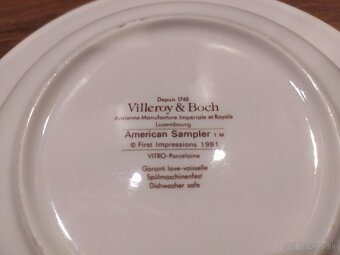 Depuis 1748
Villeroy & Boch
Ancienne Manufacture Impériale et Royale
Luxembourg
American Sampler T.M.
© First Impressions 1981
VITRO-Porcelaine
Garanti lave-vaisselle
Spülmaschinenfest
Dishwasher safe